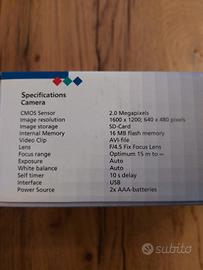 Specifications
Camera
CMOS Sensor 2.0 Megapixels
Image resolution 1600 x 1200; 640 x 480 pixels
Image storage SD-Card
Internal Memory 16 MB flash memory
Video Clip AVI-file
Lens F/4.5 Fix Focus Lens
Focus range Optimum 15 m to ∞
Exposure Auto
White balance Auto
Self timer 10 s delay
Interface USB
Power Source 2x AAA-batteries
subito